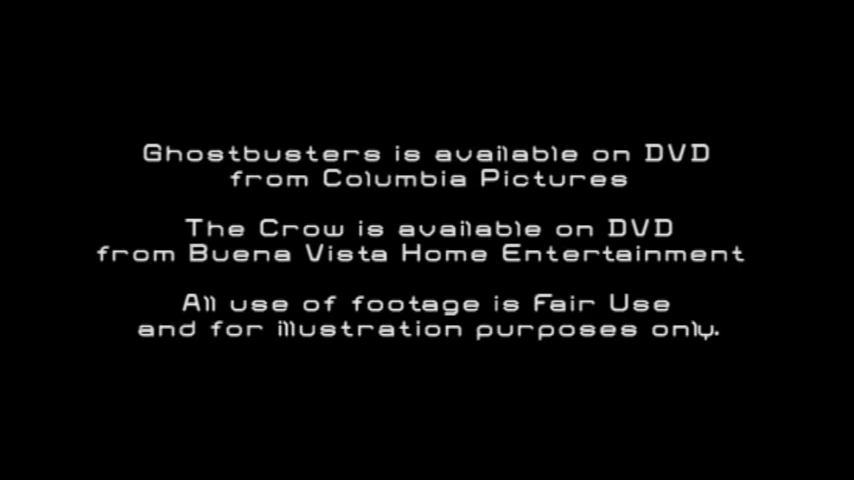 Ghostbusters is available on DVD
from Columbia Pictures
The Crow is available on DVD
from Buena Vista Home Entertainment
All use of footage is Fair Use
and for illustration purposes only.